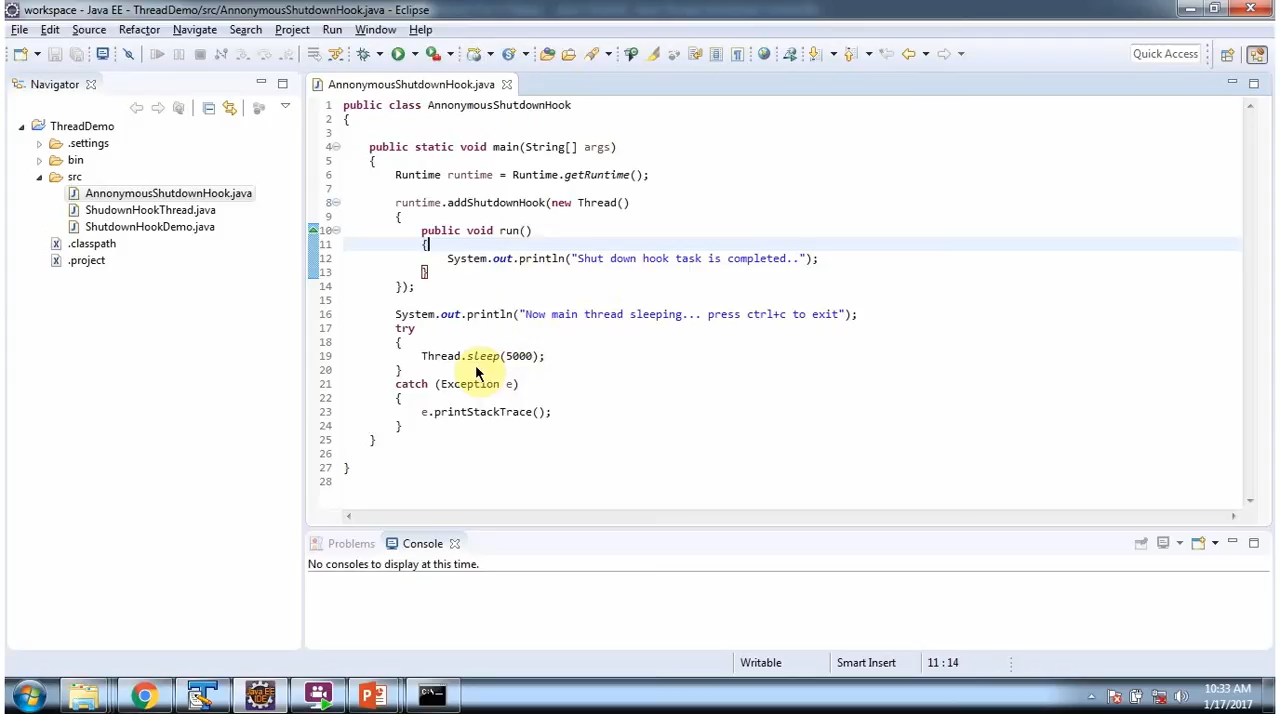 workspace - Java EE - ThreadDemo/src/AnnonymousShutdownHook.java - Eclipse
File Edit Source Refactor Navigate Search Project Run Window Help
Quick Access
Navigator
AnnonymousShutdownHook.java
ThreadDemo
.settings
bin
src
AnnonymousShutdownHook.java
ShudownHookThread.java
ShutdownHookDemo.java
.classpath
.project
1 public class AnnonymousShutdownHook
2 {
3
4 public static void main(String[] args)
5 {
6 Runtime runtime = Runtime.getRuntime();
7
8 runtime.addShutdownHook(new Thread()
9 {
10 public void run()
11 {
12 System.out.println("Shut down hook task is completed..");
13 }
14 });
15
16 System.out.println("Now main thread sleeping... press ctrl+c to exit");
17 try
18 {
19 Thread.sleep(5000);
20 }
21 catch (Exception e)
22 {
23 e.printStackTrace();
24 }
25 }
26
27 }
28
Problems Console
No consoles to display at this time.
Writable Smart Insert 11 : 14
Java EE
IDE
10:33 AM
1/17/2017